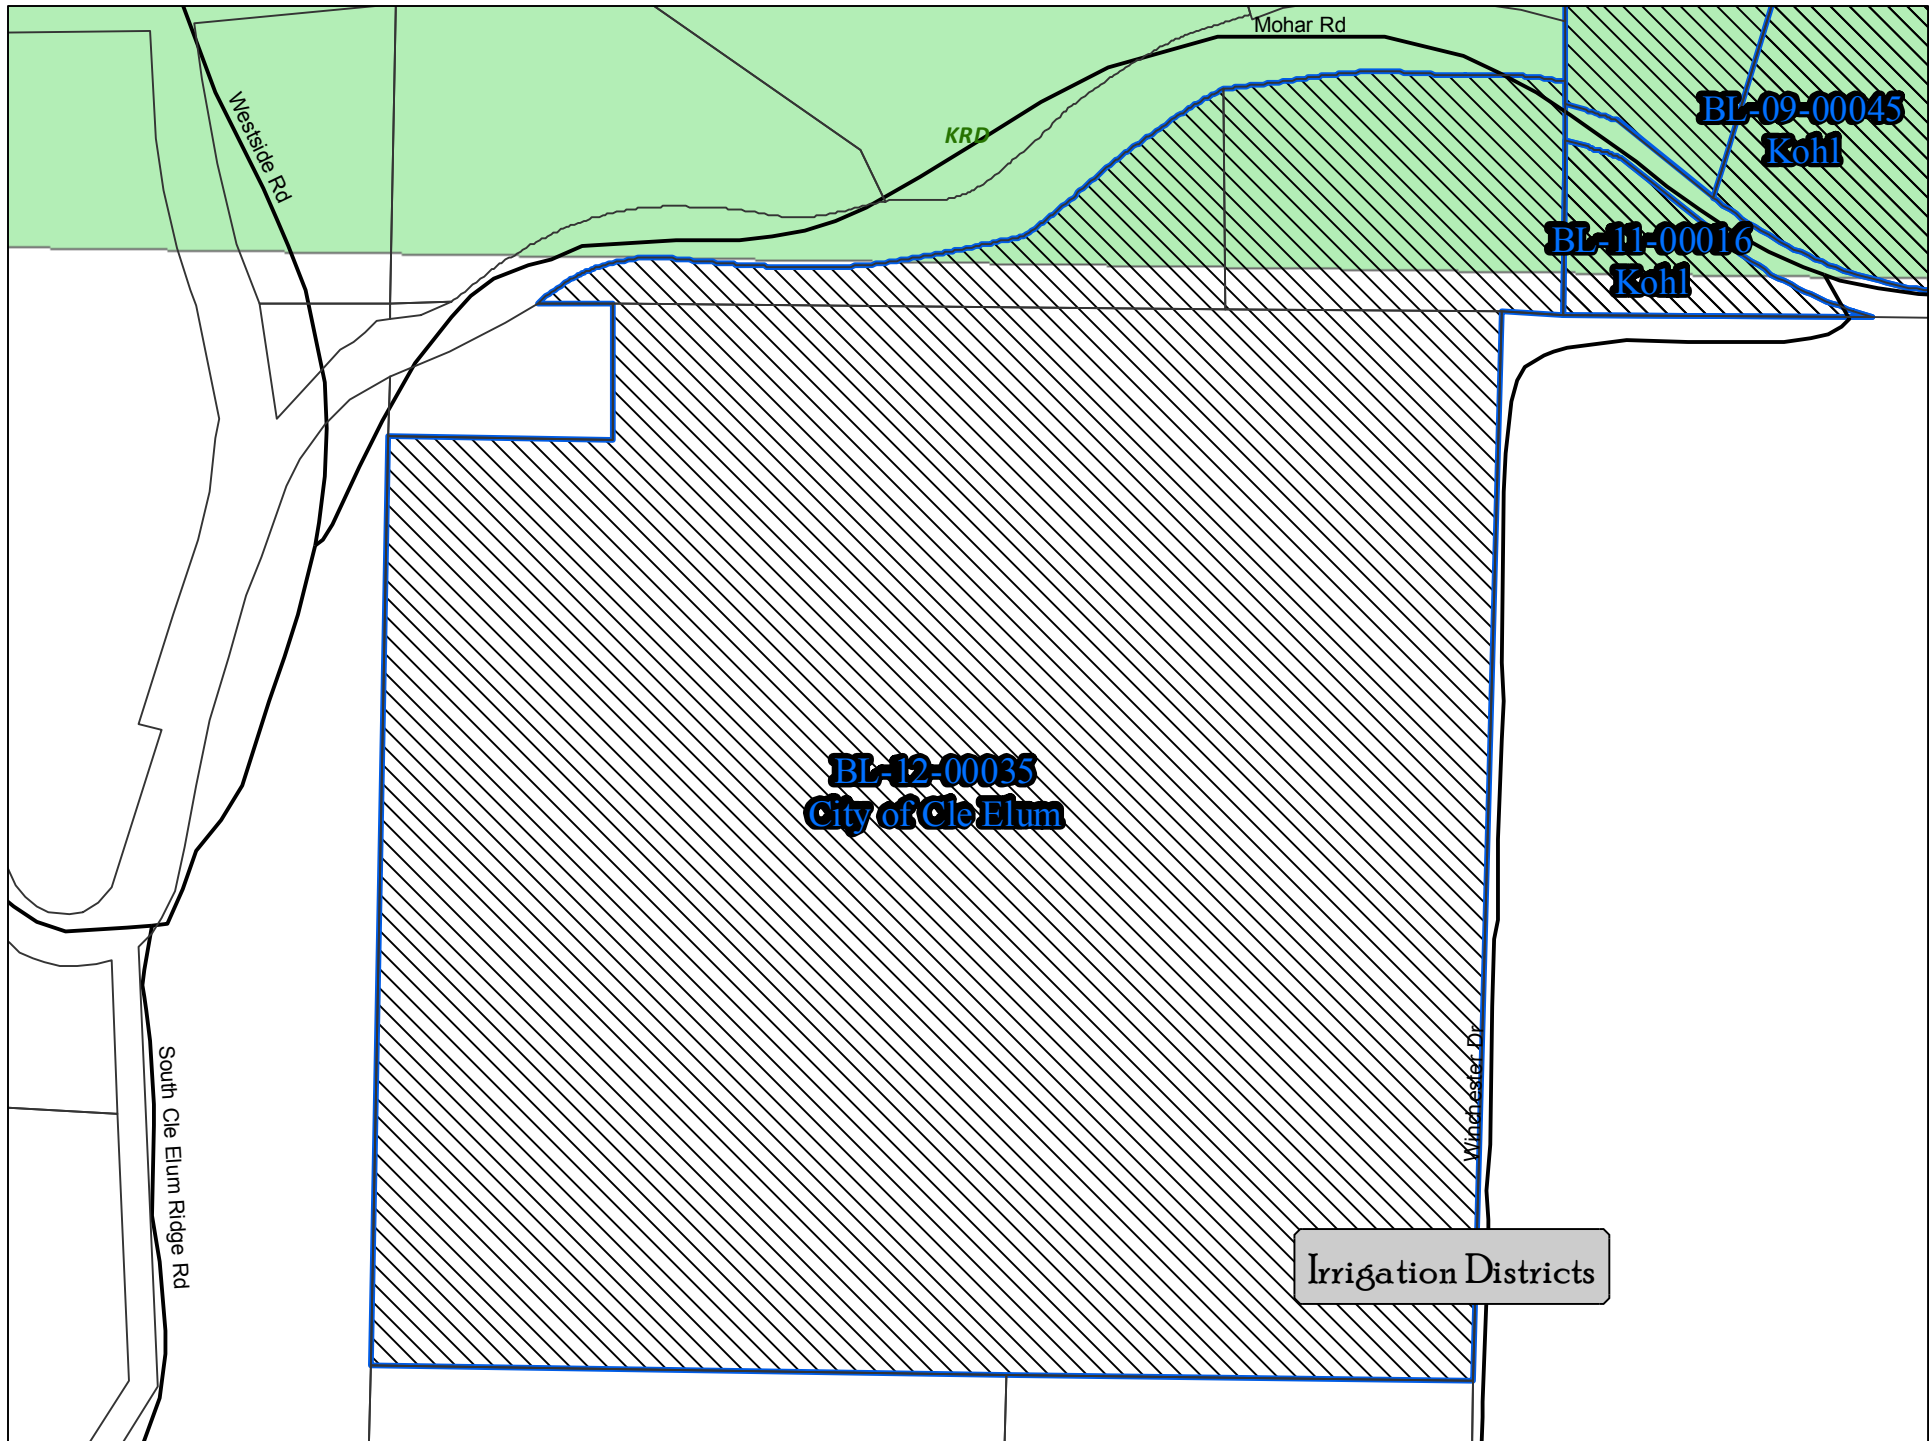 Mohar Rd
Westside Rd
KRD
BL-09-00045
Kohl
BL-11-00016
Kohl
BL-12-00035
City of Cle Elum
Winchester Dr
South Cle Elum Ridge Rd
Irrigation Districts